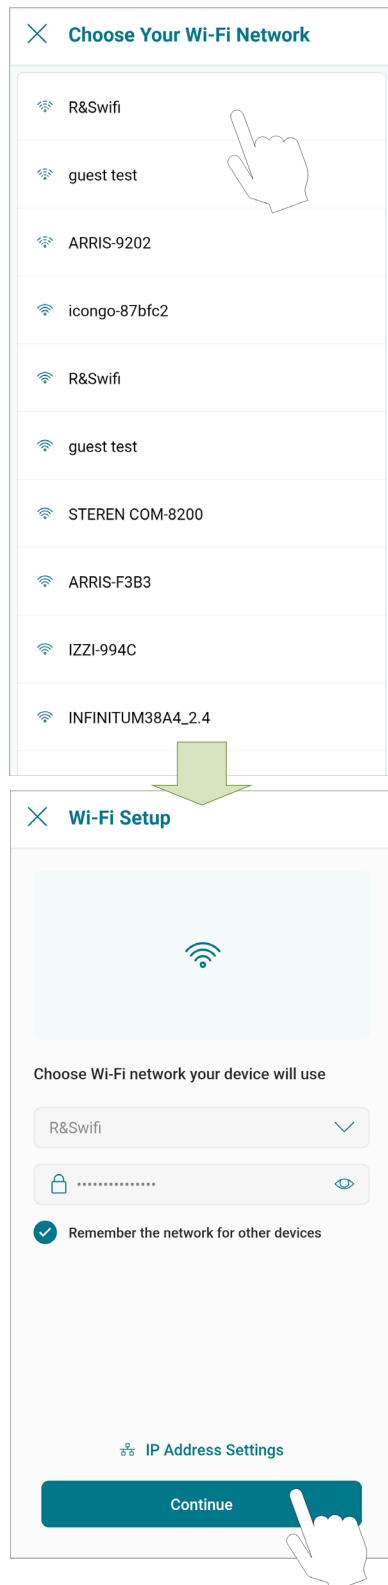 Choose Your Wi-Fi Network
R&Swifi
guest test
ARRIS-9202
icongo-87bfc2
R&Swifi
guest test
STEREN COM-8200
ARRIS-F3B3
IZZI-994C
INFINITUM38A4_2.4
Wi-Fi Setup
Choose Wi-Fi network your device will use
R&Swifi
•••••••••••••••
Remember the network for other devices
IP Address Settings
Continue